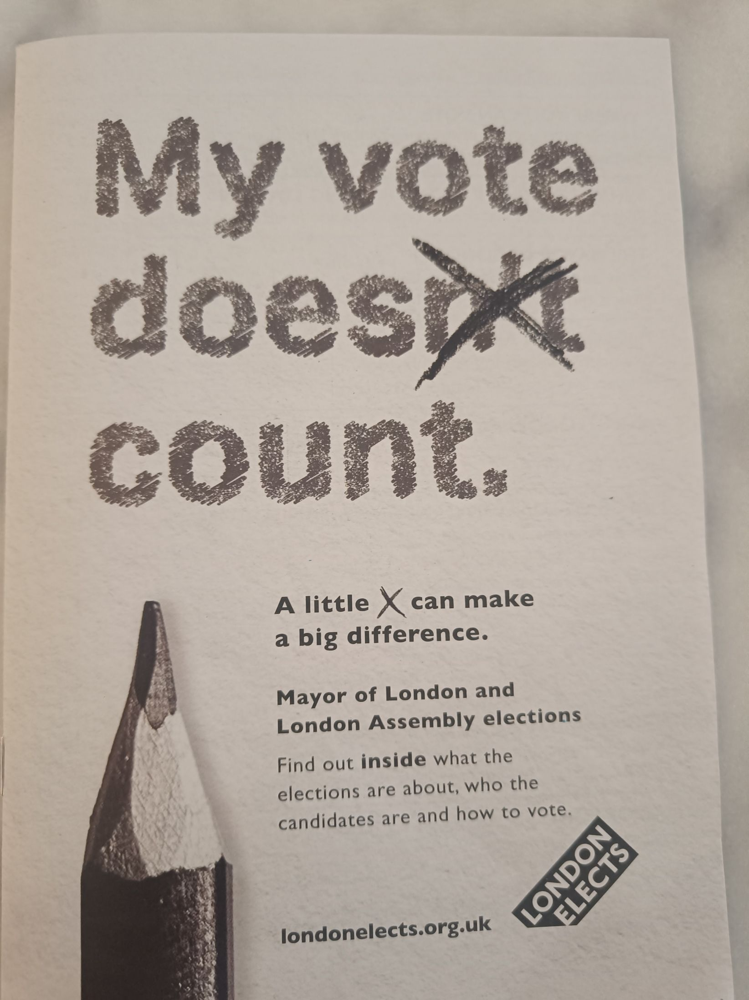 My vote
doesn't
count.
A little X can make
a big difference.
Mayor of London and
London Assembly elections
Find out inside what the
elections are about, who the
candidates are and how to vote.
LONDON
ELECTS
londonelects.org.uk